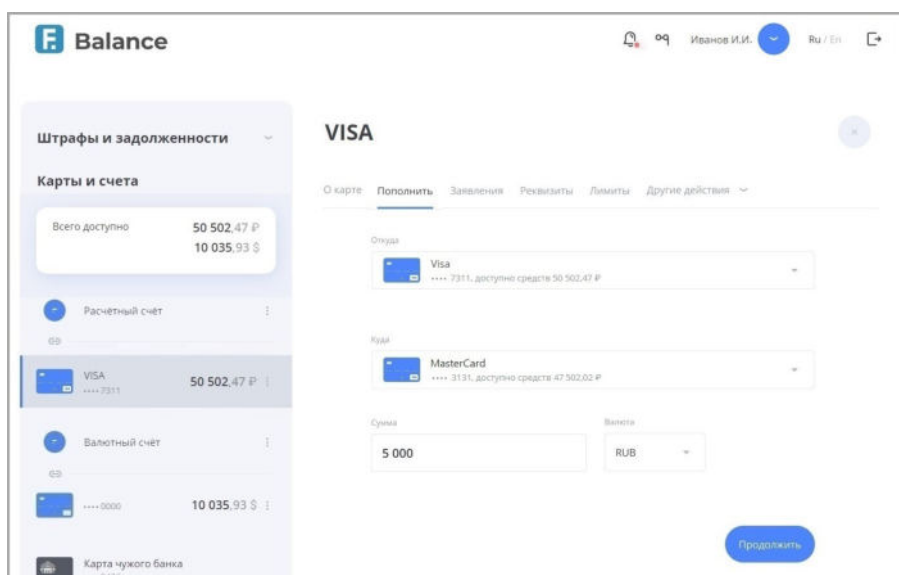 F. Balance
Иванов И.И.
Ru / En
Штрафы и задолженности
Карты и счета
Всего доступно
50 502,47 ₽
10 035,93 $
Расчетный счёт
VISA
50 502,47 ₽
•••• 7311
Валютный счёт
•••• 0000
10 035,93 $
Карта чужого банка
VISA
О карте
Пополнить
Заявления
Реквизиты
Лимиты
Другие действия
Откуда
Visa
•••• 7311, доступно средств 50 502,47 ₽
Куда
MasterCard
•••• 3131, доступно средств 47 502,02 ₽
Сумма
Валюта
5 000
RUB
Продолжить